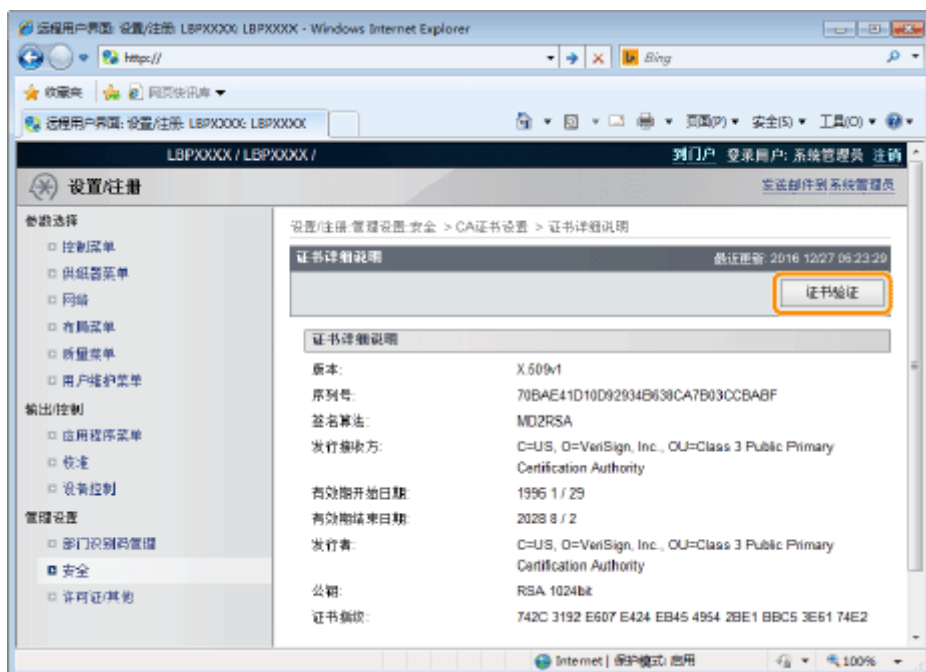 远程用户界面: 设置/注册: LBPXXXX: LBPXXXX - Windows Internet Explorer
http://
Bing
收藏夹 网页快讯库
远程用户界面: 设置/注册: LBPXXXX: LBPXXXX
页面(P) 安全(S) 工具(O)
LBPXXXX / LBPXXXX /
到门户 登录用户: 系统管理员 注销
设置/注册
发送邮件到系统管理员
参数选择
控制菜单
供纸器菜单
网络
布局菜单
质量菜单
用户维护菜单
输出/控制
应用程序菜单
校准
设备控制
管理设置
部门识别码管理
安全
许可证/其他
设置/注册:管理设置:安全 > CA证书设置 > 证书详细说明
证书详细说明
最近更新: 2016 12/27 06:23:29
证书验证
证书详细说明
版本: X.509v1
序列号: 70BAE41D10D92934B638CA7B03CCBABF
签名算法: MD2RSA
发行接收方: C=US, O=VeriSign, Inc., OU=Class 3 Public Primary
Certification Authority
有效期开始日期: 1996 1 / 29
有效期结束日期: 2028 8 / 2
发行者: C=US, O=VeriSign, Inc., OU=Class 3 Public Primary
Certification Authority
公钥: RSA 1024bit
证书指纹: 742C 3192 E607 E424 EB45 4954 2BE1 BBC5 3E61 74E2
Internet | 保护模式: 启用
100%